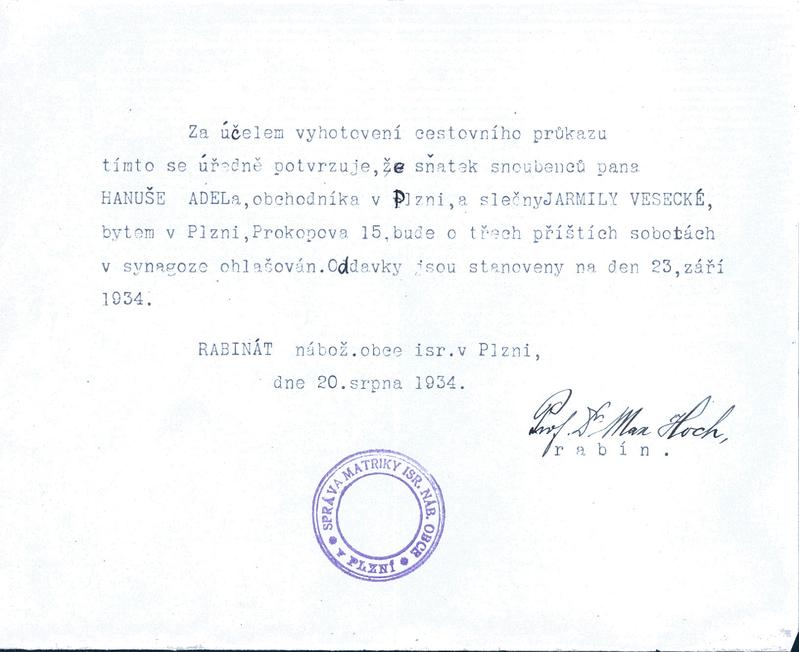 Za účelem vyhotovení cestovního průkazu
tímto se úředně potvrzuje,že sňatek snoubenců pana
HANUŠE ADELa,obchodníka v Plzni,a slečnyJARMILY VESECKÉ,
bytem v Plzni,Prokopova 15,bude o třech příštích sobotách
v synagoze ohlašován.Oddavky jsou stanoveny na den 23,září
1934.
RABINÁT nábož.obce isr.v Plzni,
dne 20.srpna 1934.
Prof. Dr Max Hoch,
rabín.
SPRÁVA MATRIKY ISR. NÁB. OBCE
V PLZNÍ